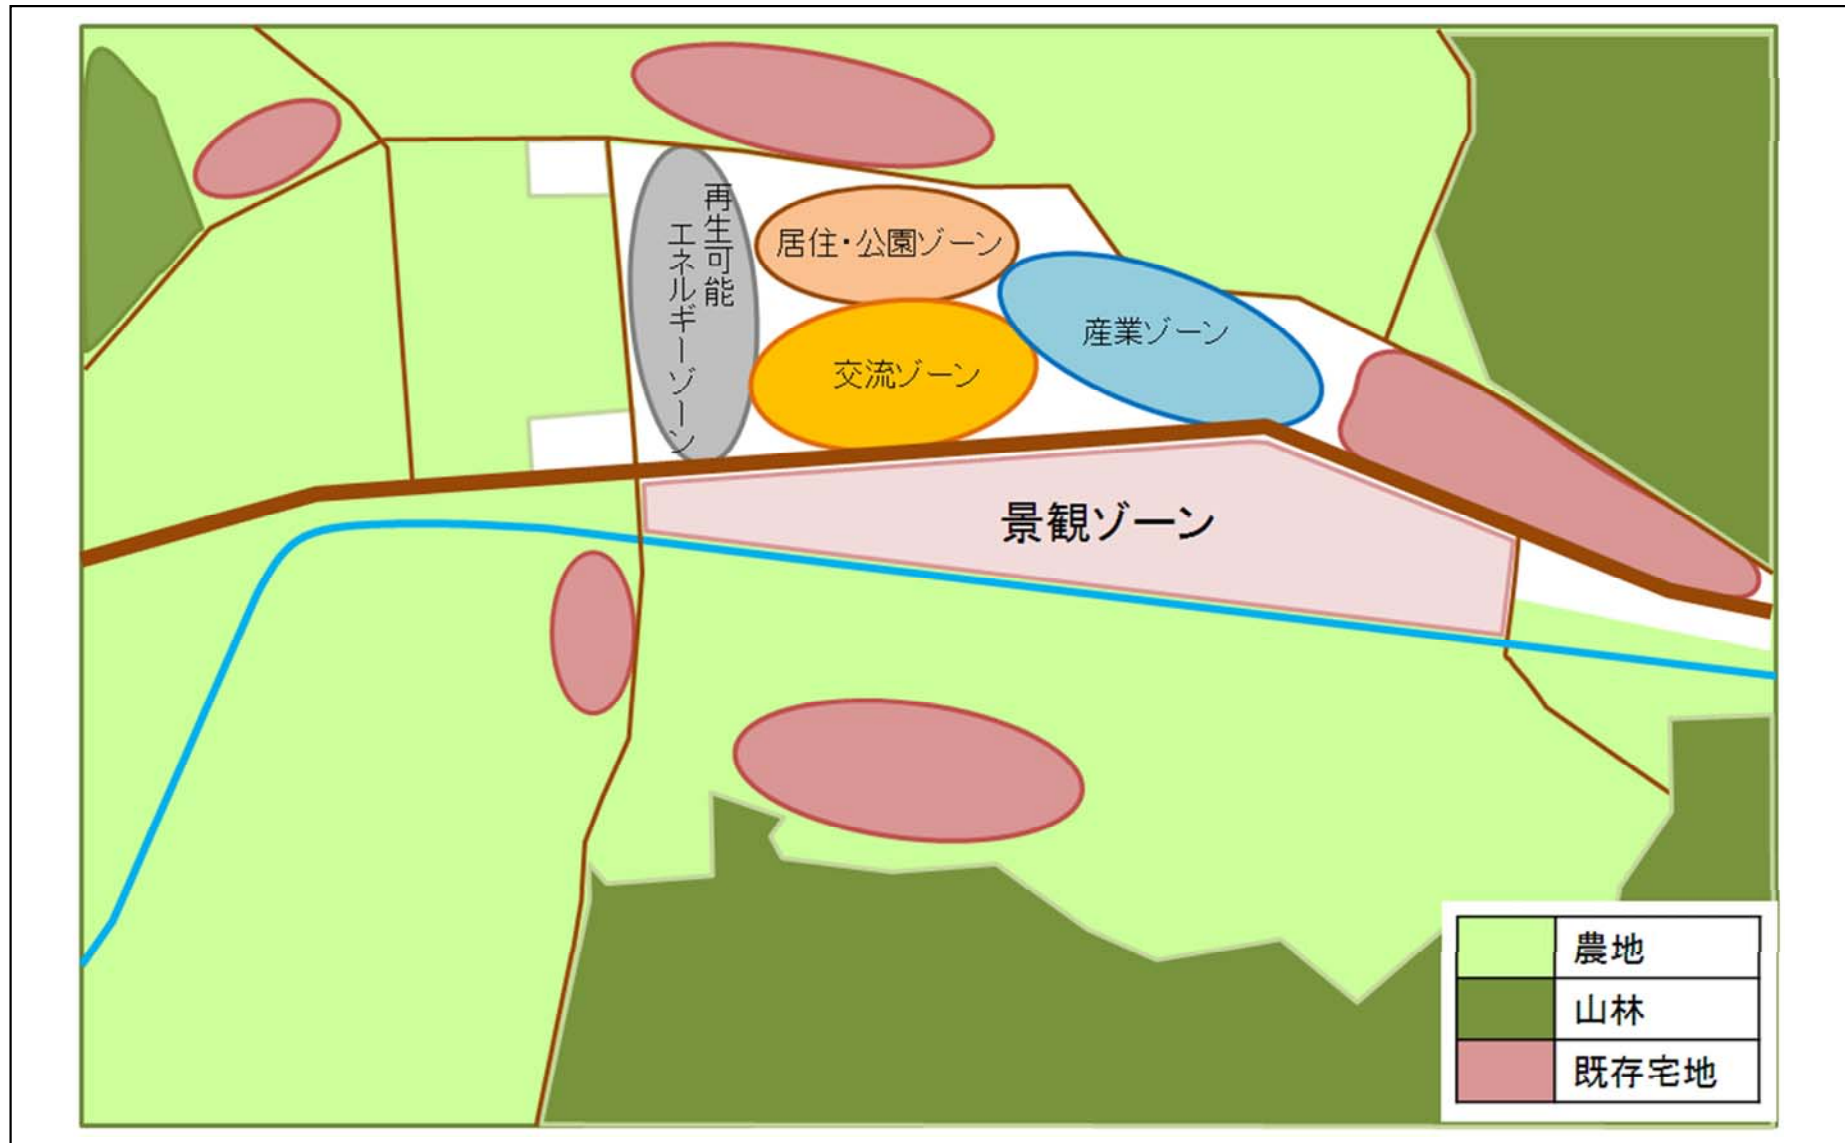 再生可能
エネルギーゾーン
居住・公園ゾーン
産業ゾーン
交流ゾーン
景観ゾーン
農地
山林
既存宅地